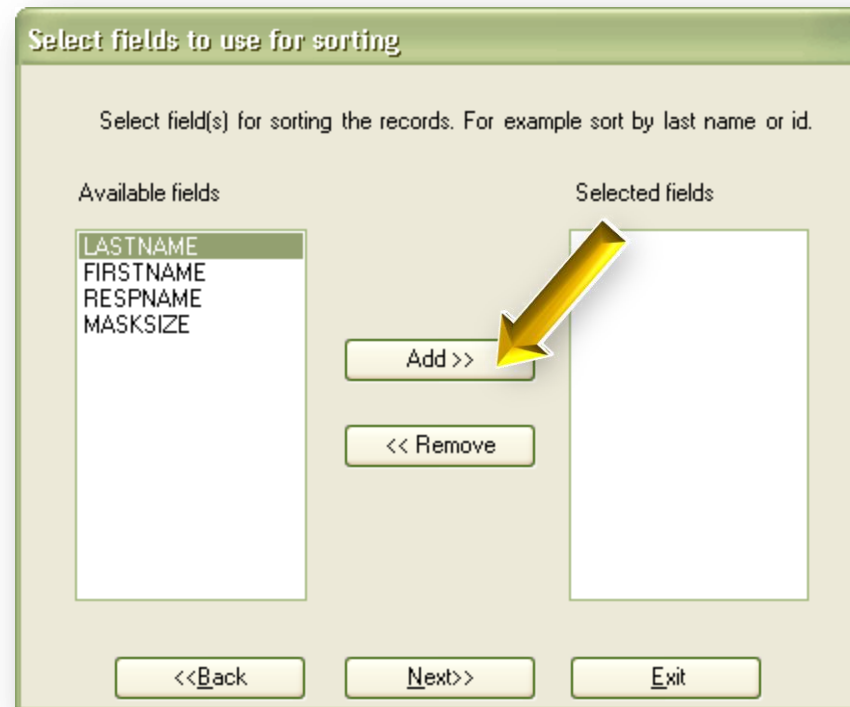 Select fields to use for sorting
Select field(s) for sorting the records. For example sort by last name or id.
Available fields
Selected fields
LASTNAME
FIRSTNAME
RESPNAME
MASKSIZE
Add >>
<< Remove
<<Back
Next>>
Exit